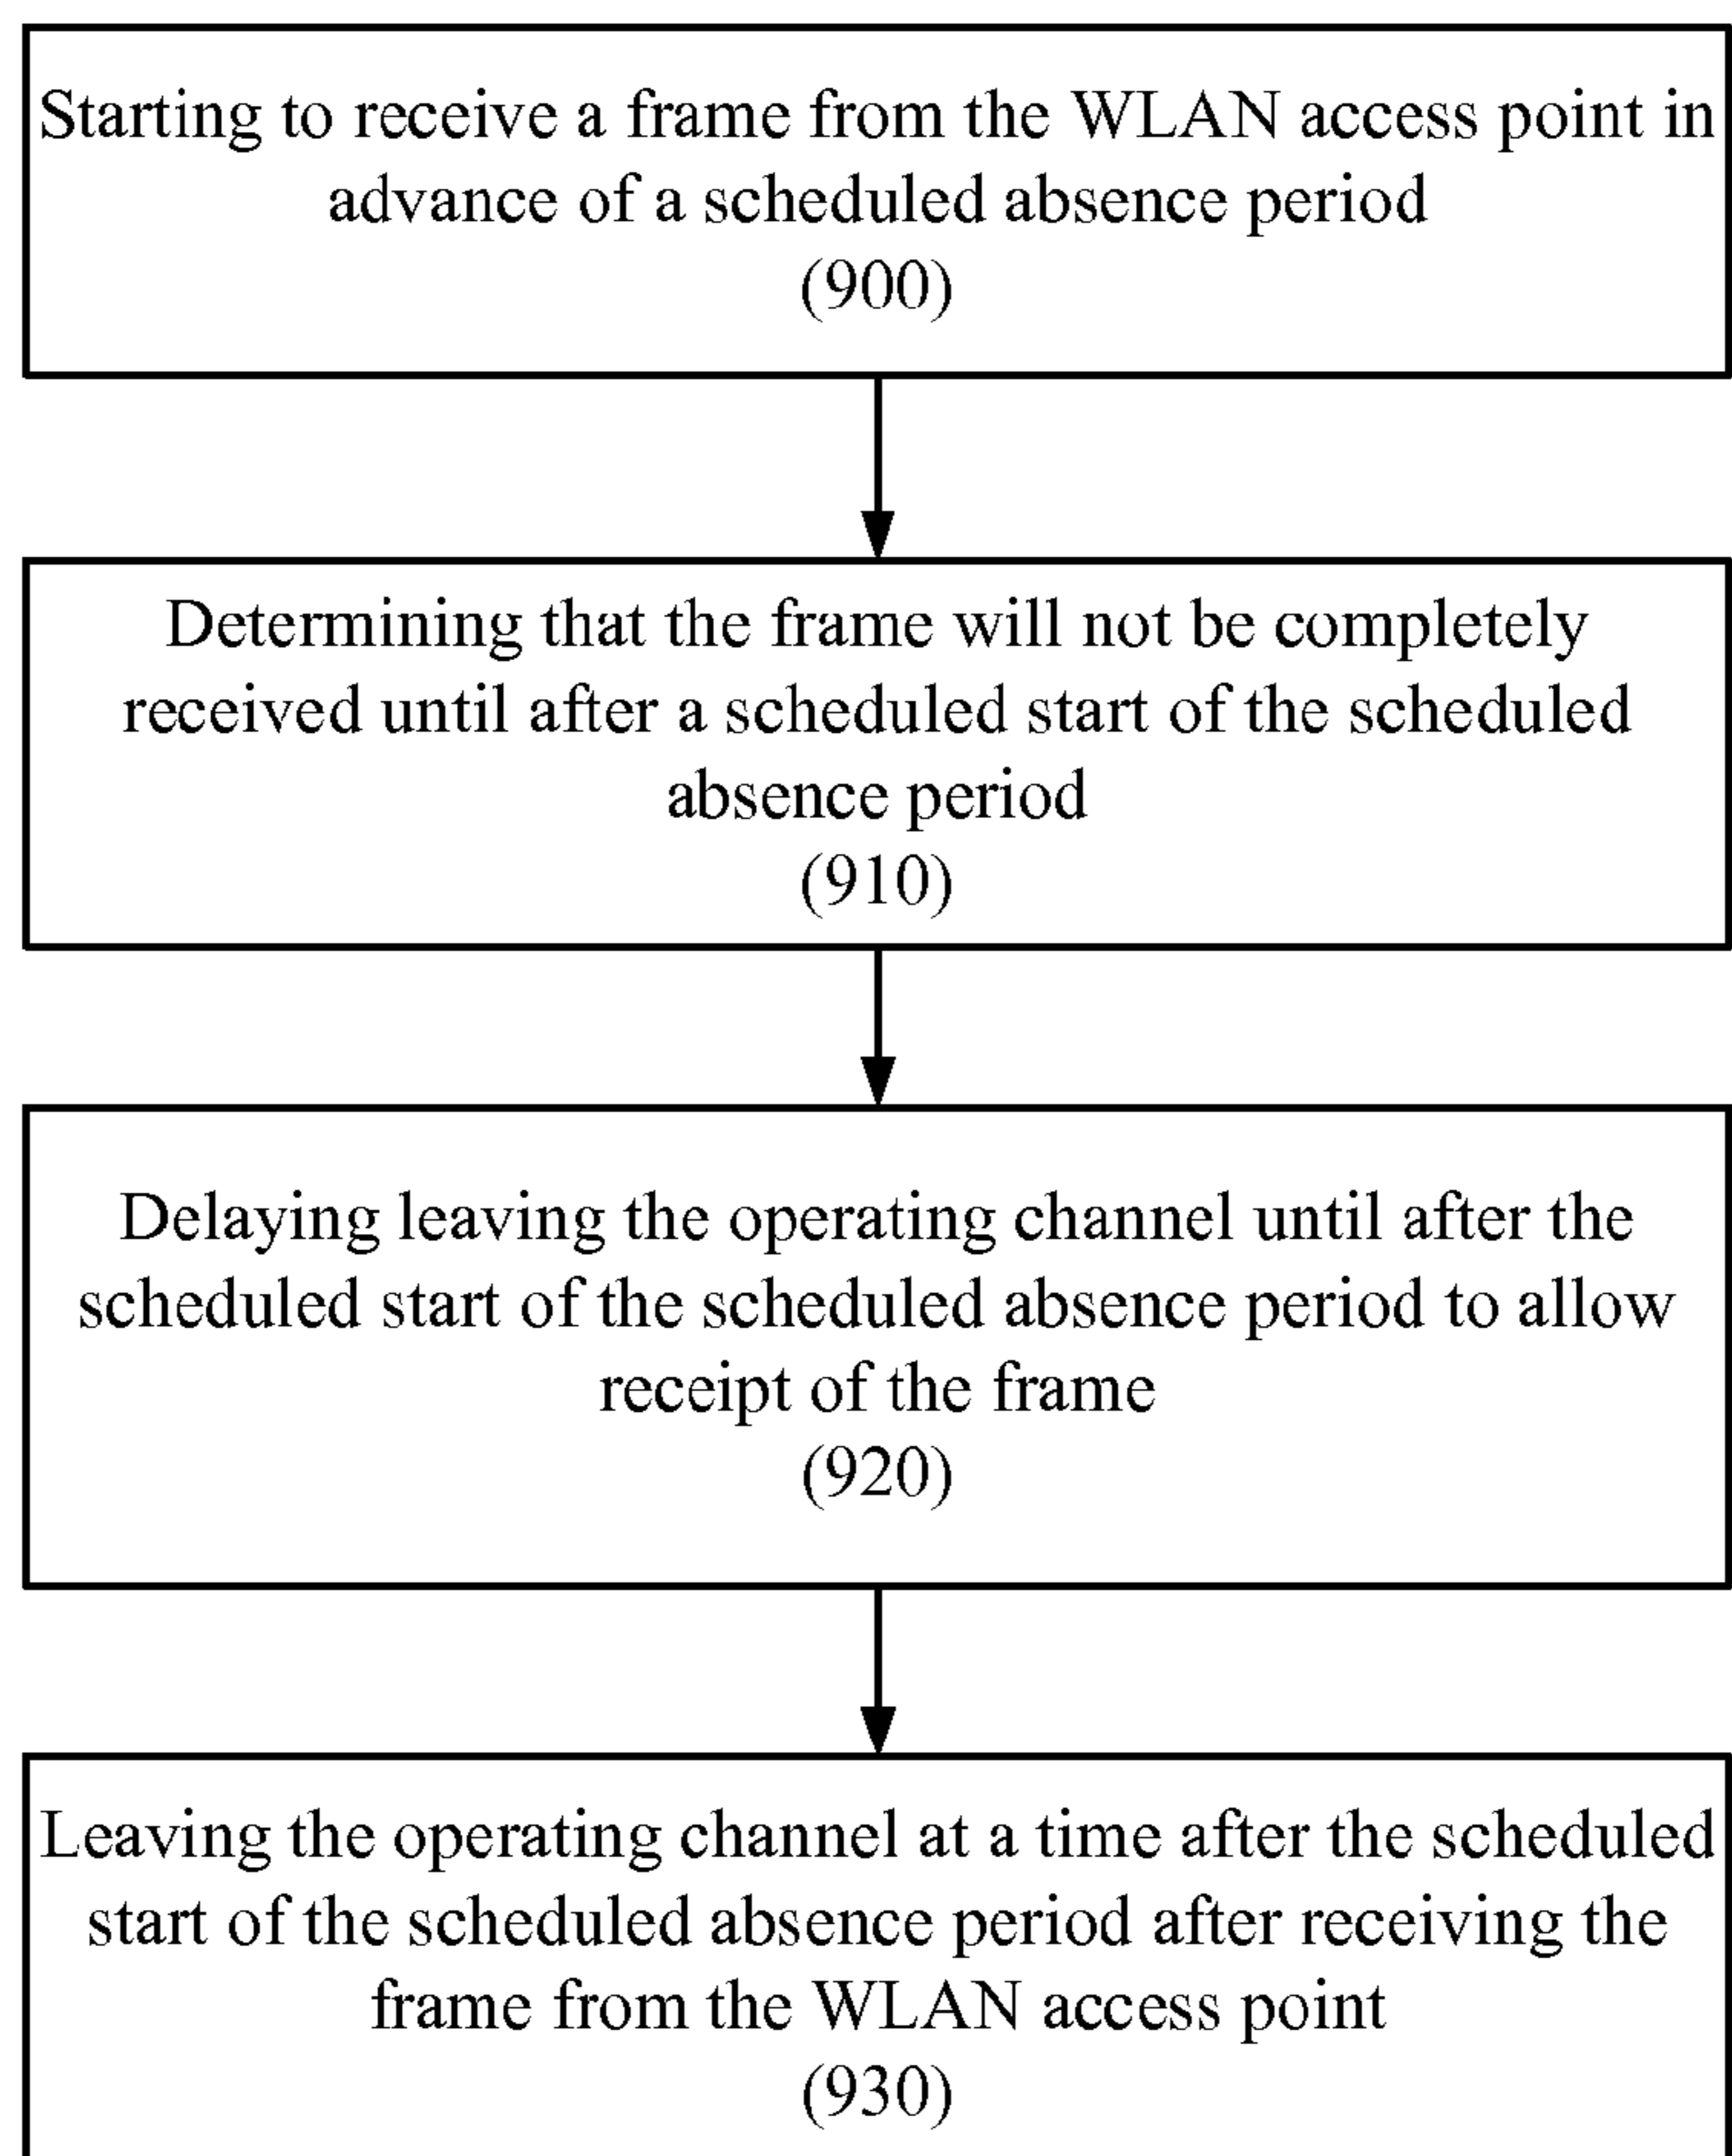 Starting to receive a frame from the WLAN access point in
advance of a scheduled absence period
(900)
Determining that the frame will not be completely
received until after a scheduled start of the scheduled
absence period
(910)
Delaying leaving the operating channel until after the
scheduled start of the scheduled absence period to allow
receipt of the frame
(920)
Leaving the operating channel at a time after the scheduled
start of the scheduled absence period after receiving the
frame from the WLAN access point
(930)